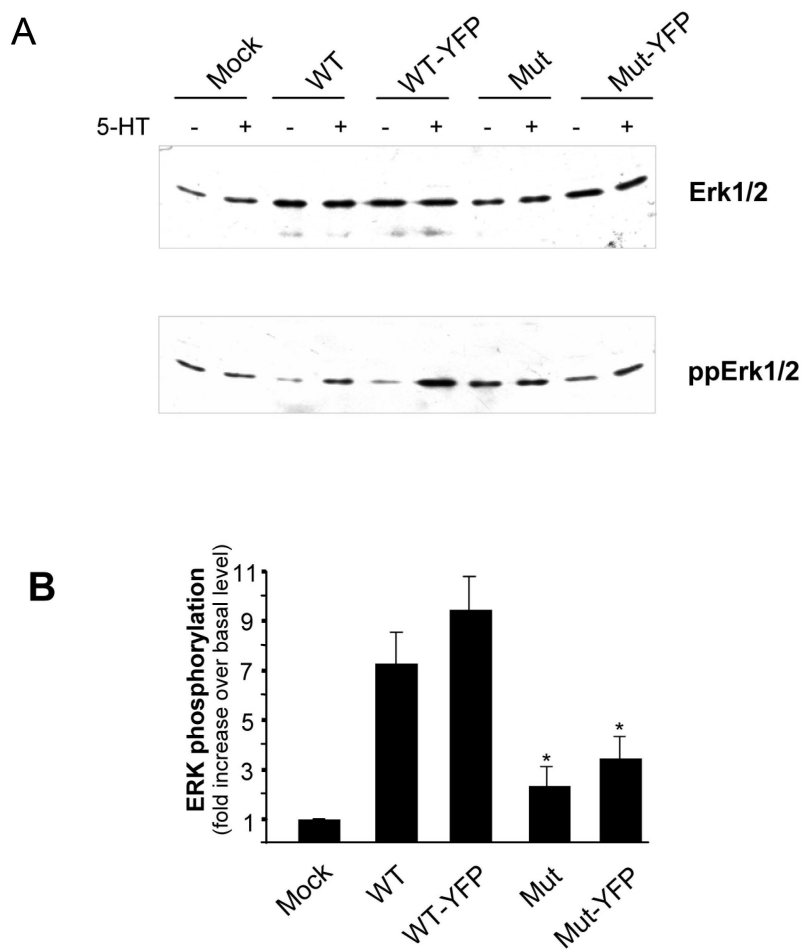 A
Mock WT WT-YFP Mut Mut-YFP
5-HT - + - + - + - + - +
Erk1/2
ppErk1/2
B
ERK phosphorylation
(fold increase over basal level)
11
9
7
5
3
1
* *
Mock WT WT-YFP Mut Mut-YFP